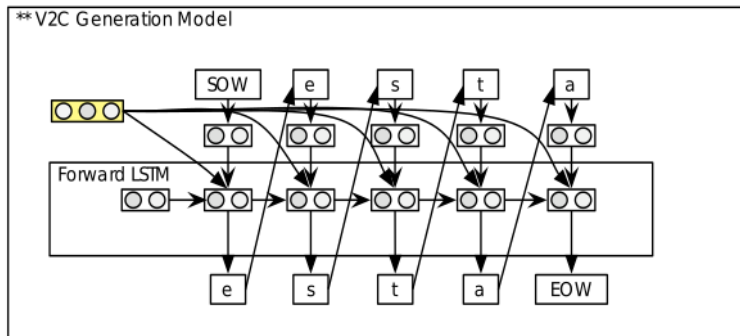 ** V2C Generation Model
SOW e s t a
Forward LSTM
e s t a EOW